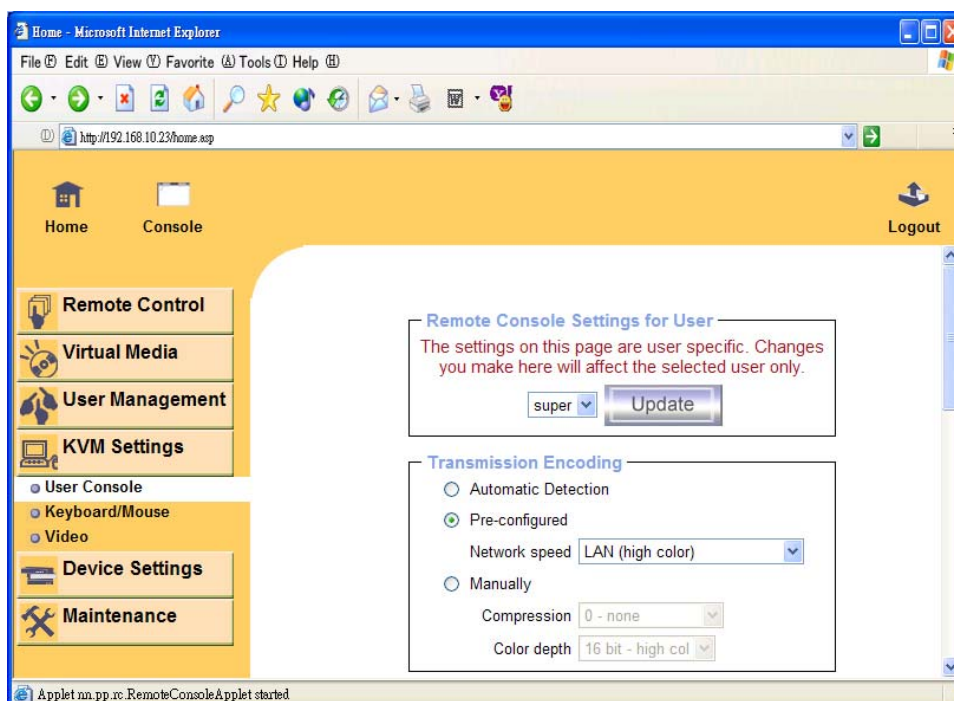 Home - Microsoft Internet Explorer
File (F) Edit (E) View (V) Favorite (A) Tools (T) Help (H)
(D) http://192.168.10.23/home.asp
Home Console Logout
Remote Control
Virtual Media
User Management
KVM Settings
User Console
Keyboard/Mouse
Video
Device Settings
Maintenance
Remote Console Settings for User
The settings on this page are user specific. Changes
you make here will affect the selected user only.
super Update
Transmission Encoding
Automatic Detection
Pre-configured
Network speed LAN (high color)
Manually
Compression 0 - none
Color depth 16 bit - high col
Applet nn.pp.rc.RemoteConsoleApplet started